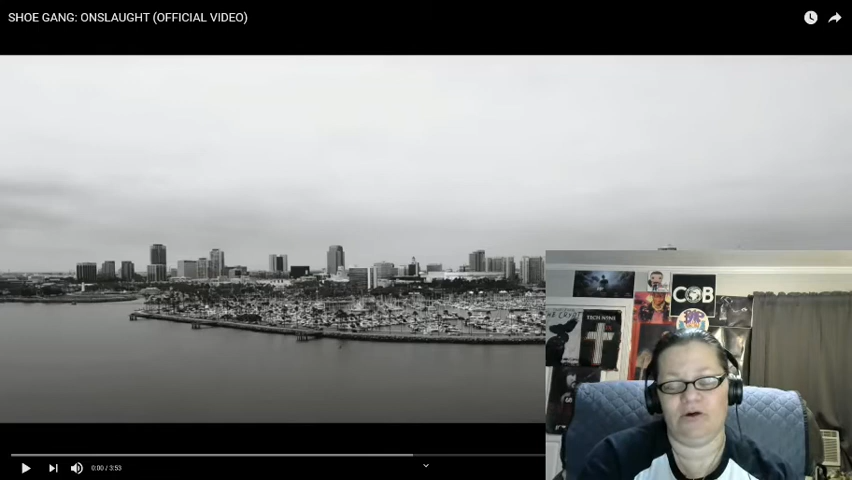 SHOE GANG: ONSLAUGHT (OFFICIAL VIDEO)
COB
TECH N9NE
0:00 / 3:53